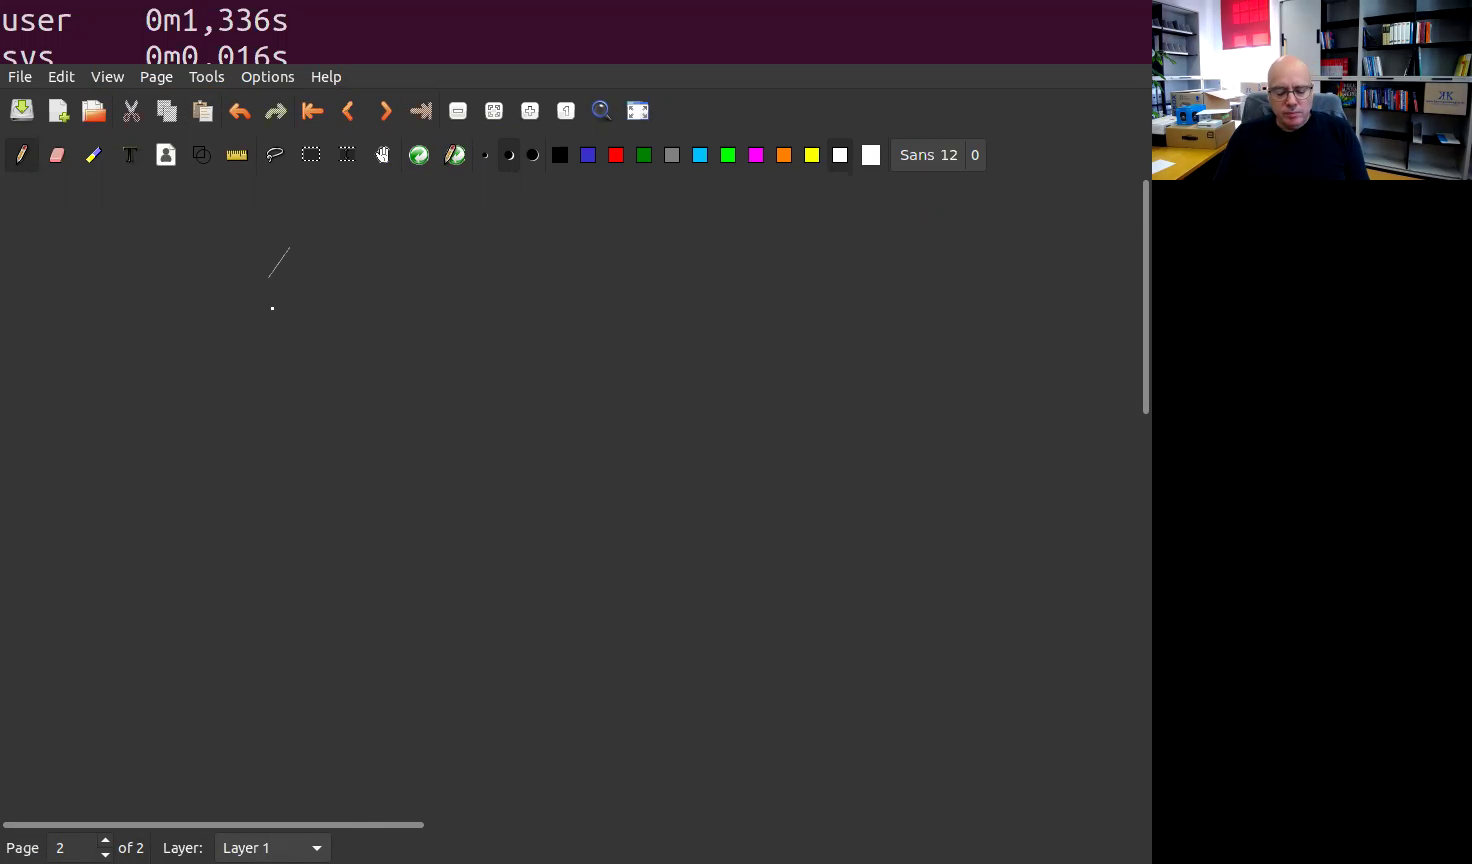 user 0m1,336s
sys 0m0,016s
File Edit View Page Tools Options Help
Sans 12 0
Page 2 of 2 Layer: Layer 1